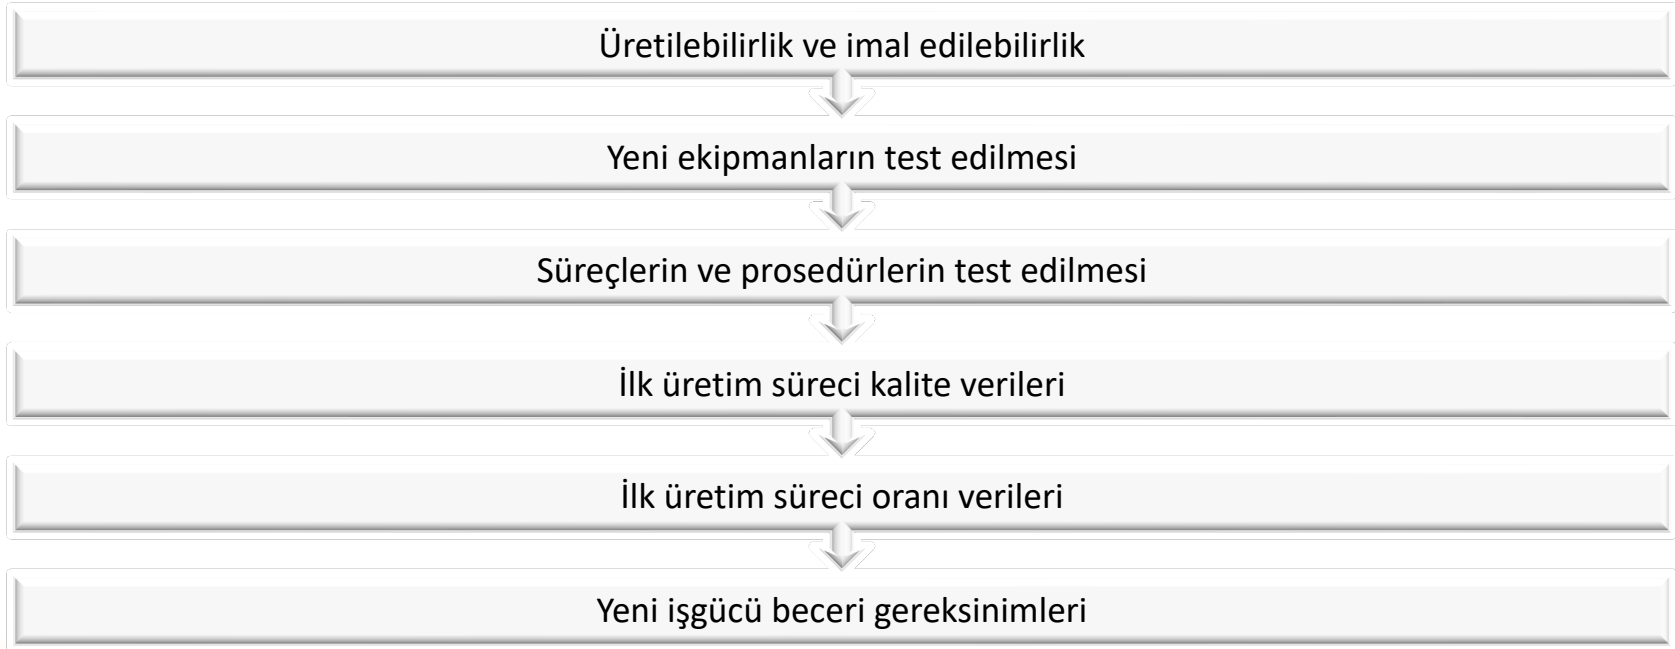 Üretilebilirlik ve imal edilebilirlik
Yeni ekipmanların test edilmesi
Süreçlerin ve prosedürlerin test edilmesi
İlk üretim süreci kalite verileri
İlk üretim süreci oranı verileri
Yeni işgücü beceri gereksinimleri